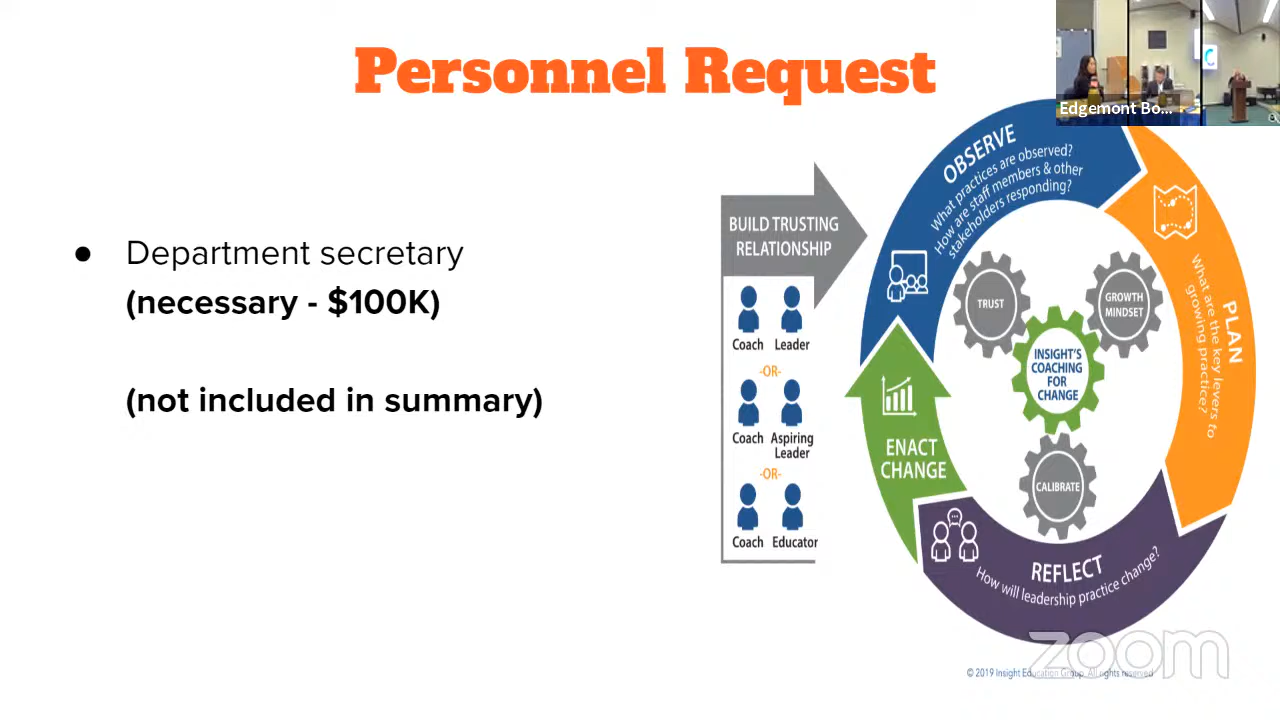 Personnel Request
Edgemont Bo...
● Department secretary
(necessary - $100K)
(not included in summary)
BUILD TRUSTING
RELATIONSHIP
Coach Leader
-OR-
Coach Aspiring
Leader
-OR-
Coach Educator
OBSERVE
What practices are observed?
How are staff members & other
stakeholders responding?
PLAN
What are the key levers to
growing practice?
REFLECT
How will leadership practice change?
ENACT
CHANGE
TRUST
GROWTH
MINDSET
INSIGHT'S
COACHING
FOR
CHANGE
CALIBRATE
zoom
© 2019 Insight Education Group. All rights reserved